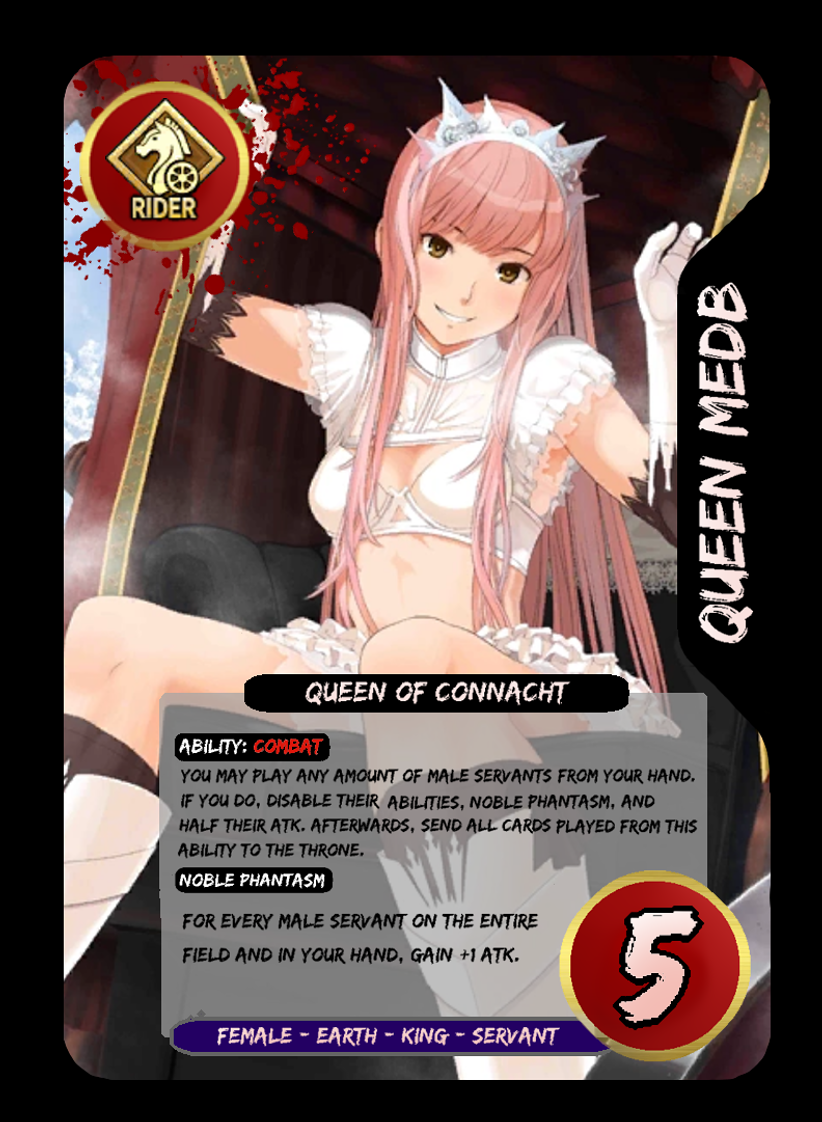 RIDER
QUEEN MEDB
QUEEN OF CONNACHT
ABILITY: COMBAT
YOU MAY PLAY ANY AMOUNT OF MALE SERVANTS FROM YOUR HAND.
IF YOU DO, DISABLE THEIR ABILITIES, NOBLE PHANTASM, AND
HALF THEIR ATK. AFTERWARDS, SEND ALL CARDS PLAYED FROM THIS
ABILITY TO THE THRONE.
NOBLE PHANTASM
FOR EVERY MALE SERVANT ON THE ENTIRE
FIELD AND IN YOUR HAND, GAIN +1 ATK.
5
FEMALE - EARTH - KING - SERVANT